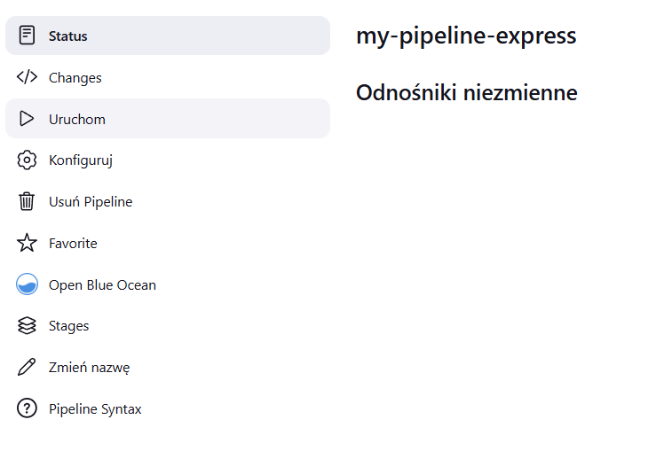 Status
Changes
Uruchom
Konfiguruj
Usuń Pipeline
Favorite
Open Blue Ocean
Stages
Zmień nazwę
Pipeline Syntax
my-pipeline-express
Odnośniki niezmienne